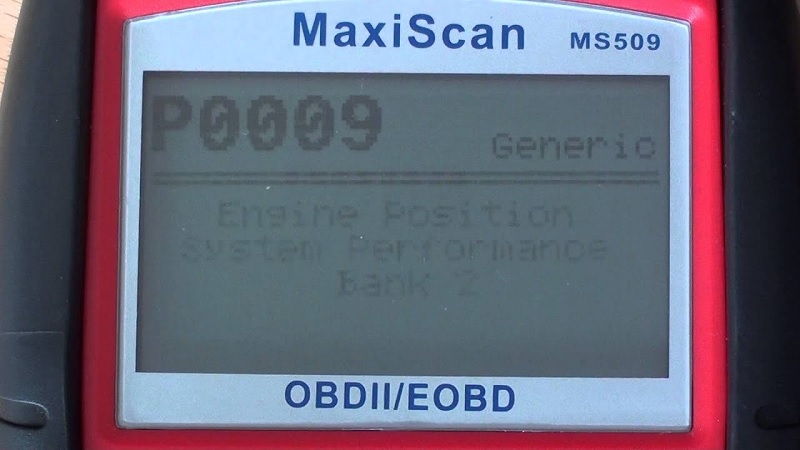 MaxiScan MS509
P0009 Generic
Engine Position
System Performance
Bank 2
OBDII/EOBD